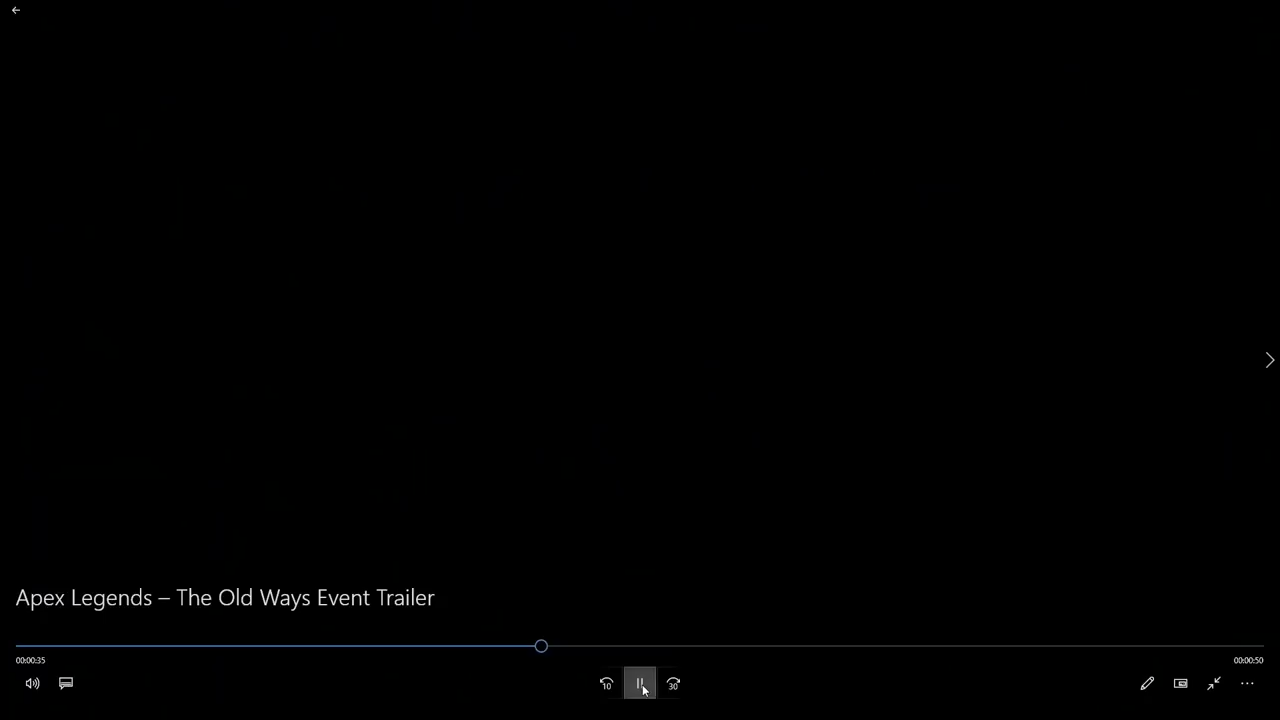 Apex Legends – The Old Ways Event Trailer
00:00:35
00:00:50
10
30